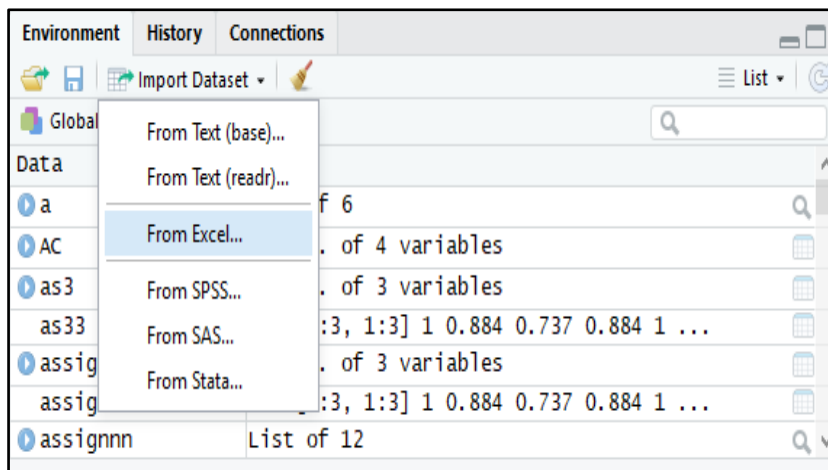 Environment History Connections
Import Dataset List
Global
From Text (base)...
Data
From Text (readr)...
a f 6
From Excel...
AC . of 4 variables
as3 . of 3 variables
From SPSS...
as33 :3, 1:3] 1 0.884 0.737 0.884 1 ...
From SAS...
assig . of 3 variables
From Stata...
assig :3, 1:3] 1 0.884 0.737 0.884 1 ...
assignnn List of 12